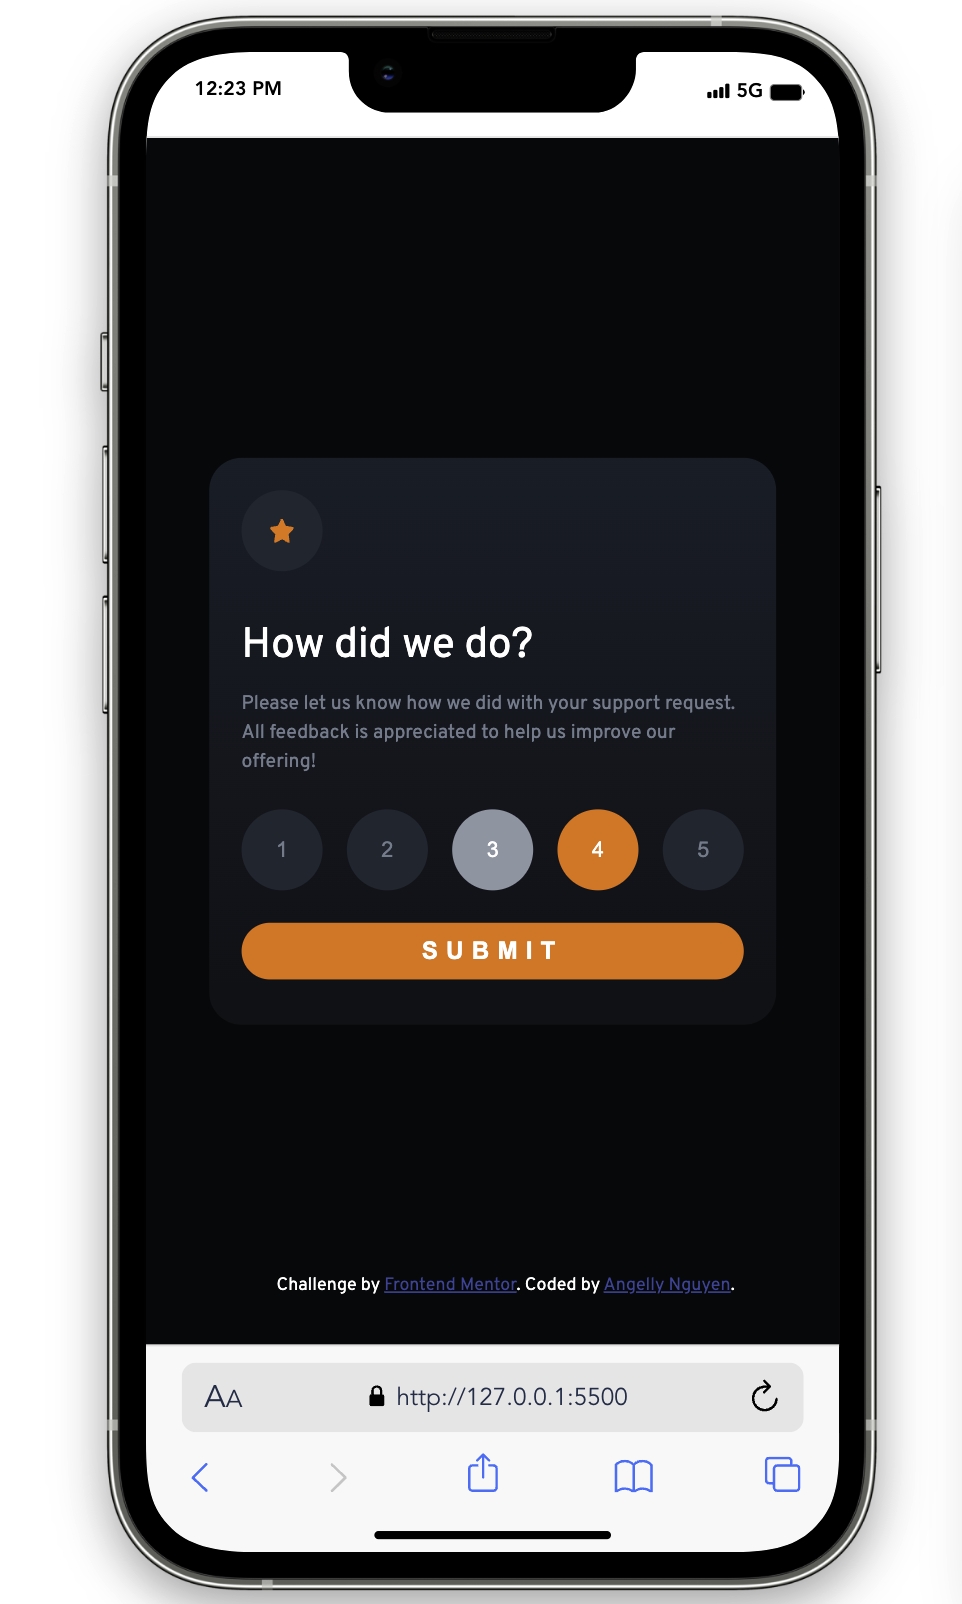 12:23 PM
5G
How did we do?
Please let us know how we did with your support request.
All feedback is appreciated to help us improve our
offering!
1 2 3 4 5
SUBMIT
Challenge by Frontend Mentor. Coded by Angelly Nguyen.
AA http://127.0.0.1:5500